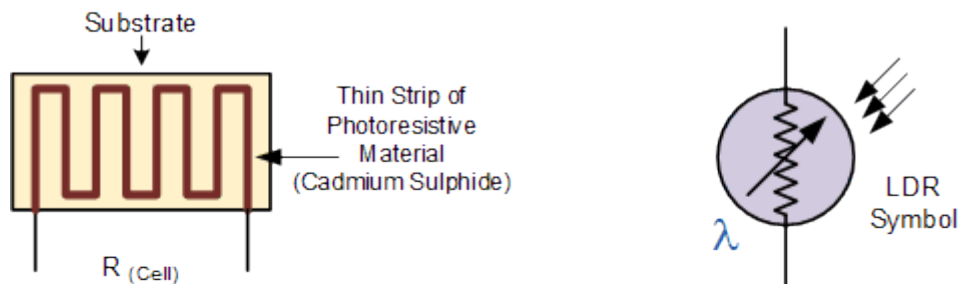 Substrate
Thin Strip of
Photoresistive
Material
(Cadmium Sulphide)
R (Cell)
λ
LDR
Symbol